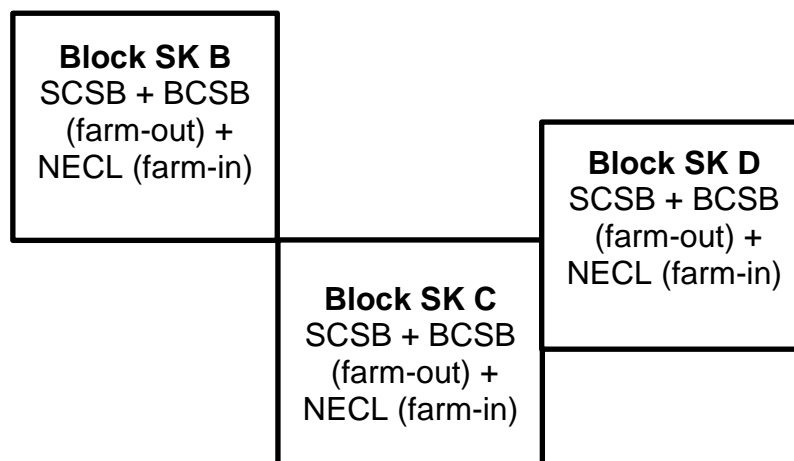 Block SK B
SCSB + BCSB
(farm-out) +
NECL (farm-in)
Block SK D
SCSB + BCSB
(farm-out) +
NECL (farm-in)
Block SK C
SCSB + BCSB
(farm-out) +
NECL (farm-in)